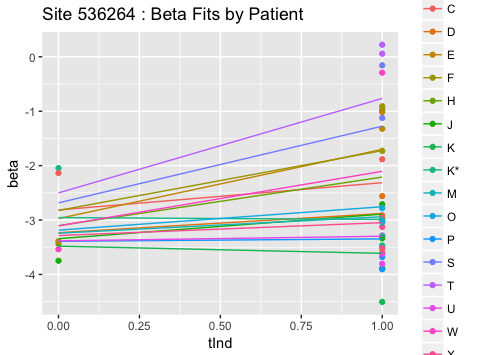 Site 536264 : Beta Fits by Patient
beta
0
-1
-2
-3
-4
0.00 0.25 0.50 0.75 1.00
tInd
C
D
E
F
H
J
K
K*
M
O
P
S
T
U
W